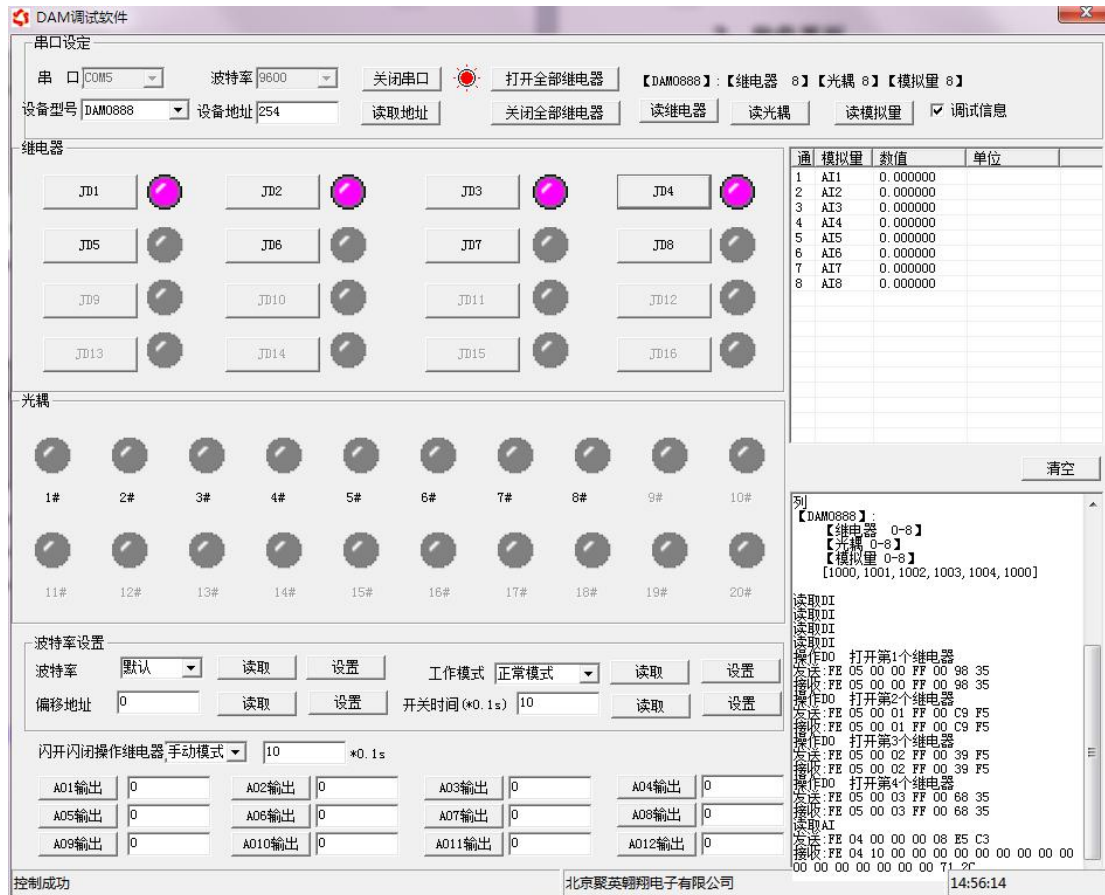 DAM调试软件
串口设定
串 口 COM5 波特率 9600 关闭串口 打开全部继电器 【DAM0888】:【继电器 8】【光耦 8】【模拟量 8】
设备型号 DAM0888 设备地址 254 读取地址 关闭全部继电器 读继电器 读光耦 读模拟量 调试信息
继电器
JD1 JD2 JD3 JD4
JD5 JD6 JD7 JD8
JD9 JD10 JD11 JD12
JD13 JD14 JD15 JD16
通 模拟量 数值 单位
1 AI1 0.000000
2 AI2 0.000000
3 AI3 0.000000
4 AI4 0.000000
5 AI5 0.000000
6 AI6 0.000000
7 AI7 0.000000
8 AI8 0.000000
光耦
1# 2# 3# 4# 5# 6# 7# 8# 9# 10#
11# 12# 13# 14# 15# 16# 17# 18# 19# 20#
清空
列
【DAM0888】:
【继电器 0-8】
【光耦 0-8】
【模拟量 0-8】
[1000,1001,1002,1003,1004,1000]
读取DI
读取DI
读取DI
读取DI
操作DO 打开第1个继电器
发送:FE 05 00 00 FF 00 98 35
接收:FE 05 00 00 FF 00 98 35
操作DO 打开第2个继电器
发送:FE 05 00 01 FF 00 C9 F5
接收:FE 05 00 01 FF 00 C9 F5
操作DO 打开第3个继电器
发送:FE 05 00 02 FF 00 39 F5
接收:FE 05 00 02 FF 00 39 F5
操作DO 打开第4个继电器
发送:FE 05 00 03 FF 00 68 35
接收:FE 05 00 03 FF 00 68 35
读取AI
发送:FE 04 00 00 00 08 E5 C3
接收:FE 04 10 00 00 00 00 00 00 00 00 00
00 00 00 00 00 00 00 71 2C
波特率设置
波特率 默认 读取 设置 工作模式 正常模式 读取 设置
偏移地址 0 读取 设置 开关时间(*0.1s) 10 读取 设置
闪开闪闭操作继电器 手动模式 10 *0.1s
AO1输出 0 AO2输出 0 AO3输出 0 AO4输出 0
AO5输出 0 AO6输出 0 AO7输出 0 AO8输出 0
AO9输出 0 AO10输出 0 AO11输出 0 AO12输出 0
控制成功 北京聚英翱翔电子有限公司 14:56:14